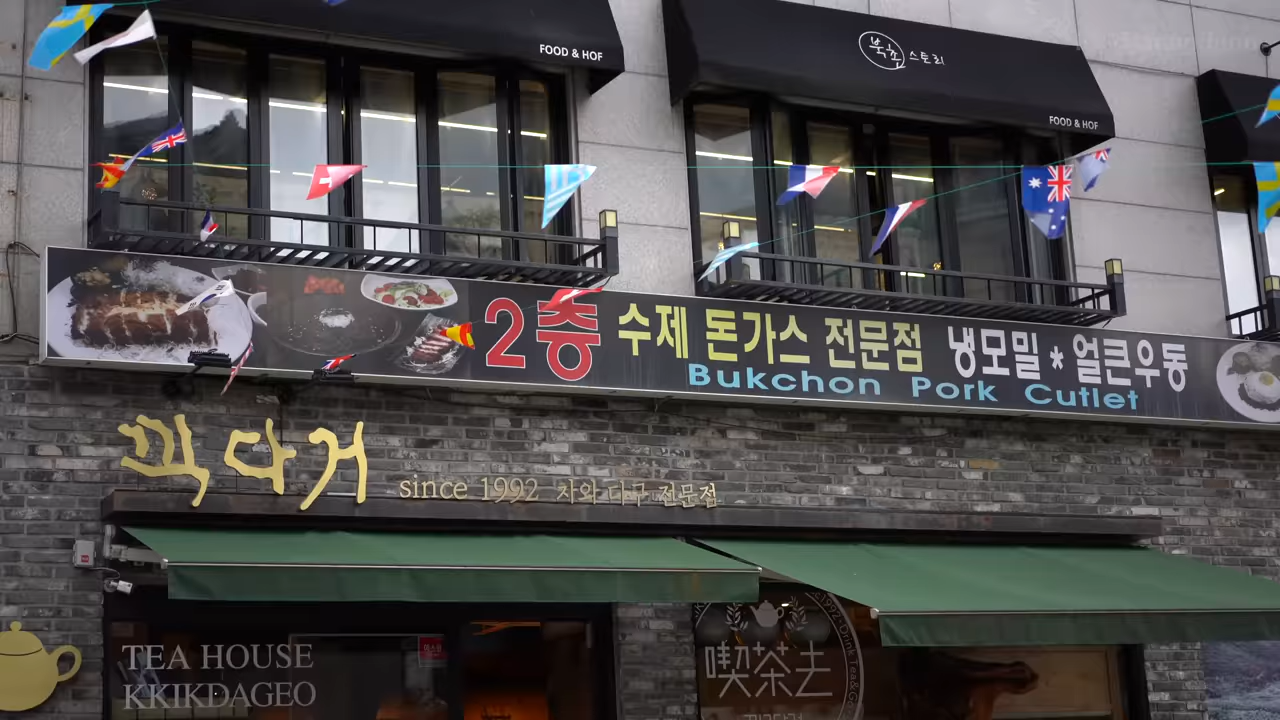 FOOD & HOF
북촌 스토리
FOOD & HOF
2층 수제 돈가스 전문점 냉모밀 * 얼큰우동
Bukchon Pork Cutlet
끽다거 since 1992 차와 다구 전문점
TEA HOUSE
KKIKDAGEO
喫茶去